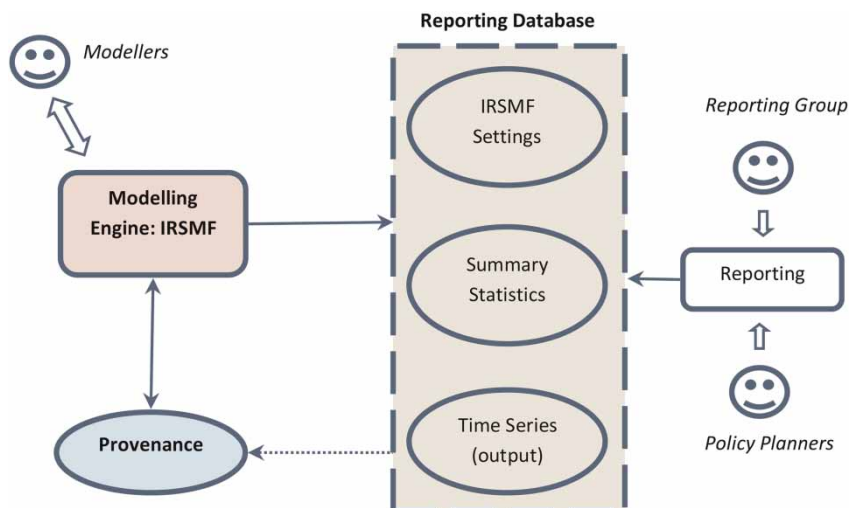 Reporting Database
Modellers
IRSMF
Settings
Reporting Group
Modelling
Engine: IRSMF
Summary
Statistics
Reporting
Provenance
Time Series
(output)
Policy Planners